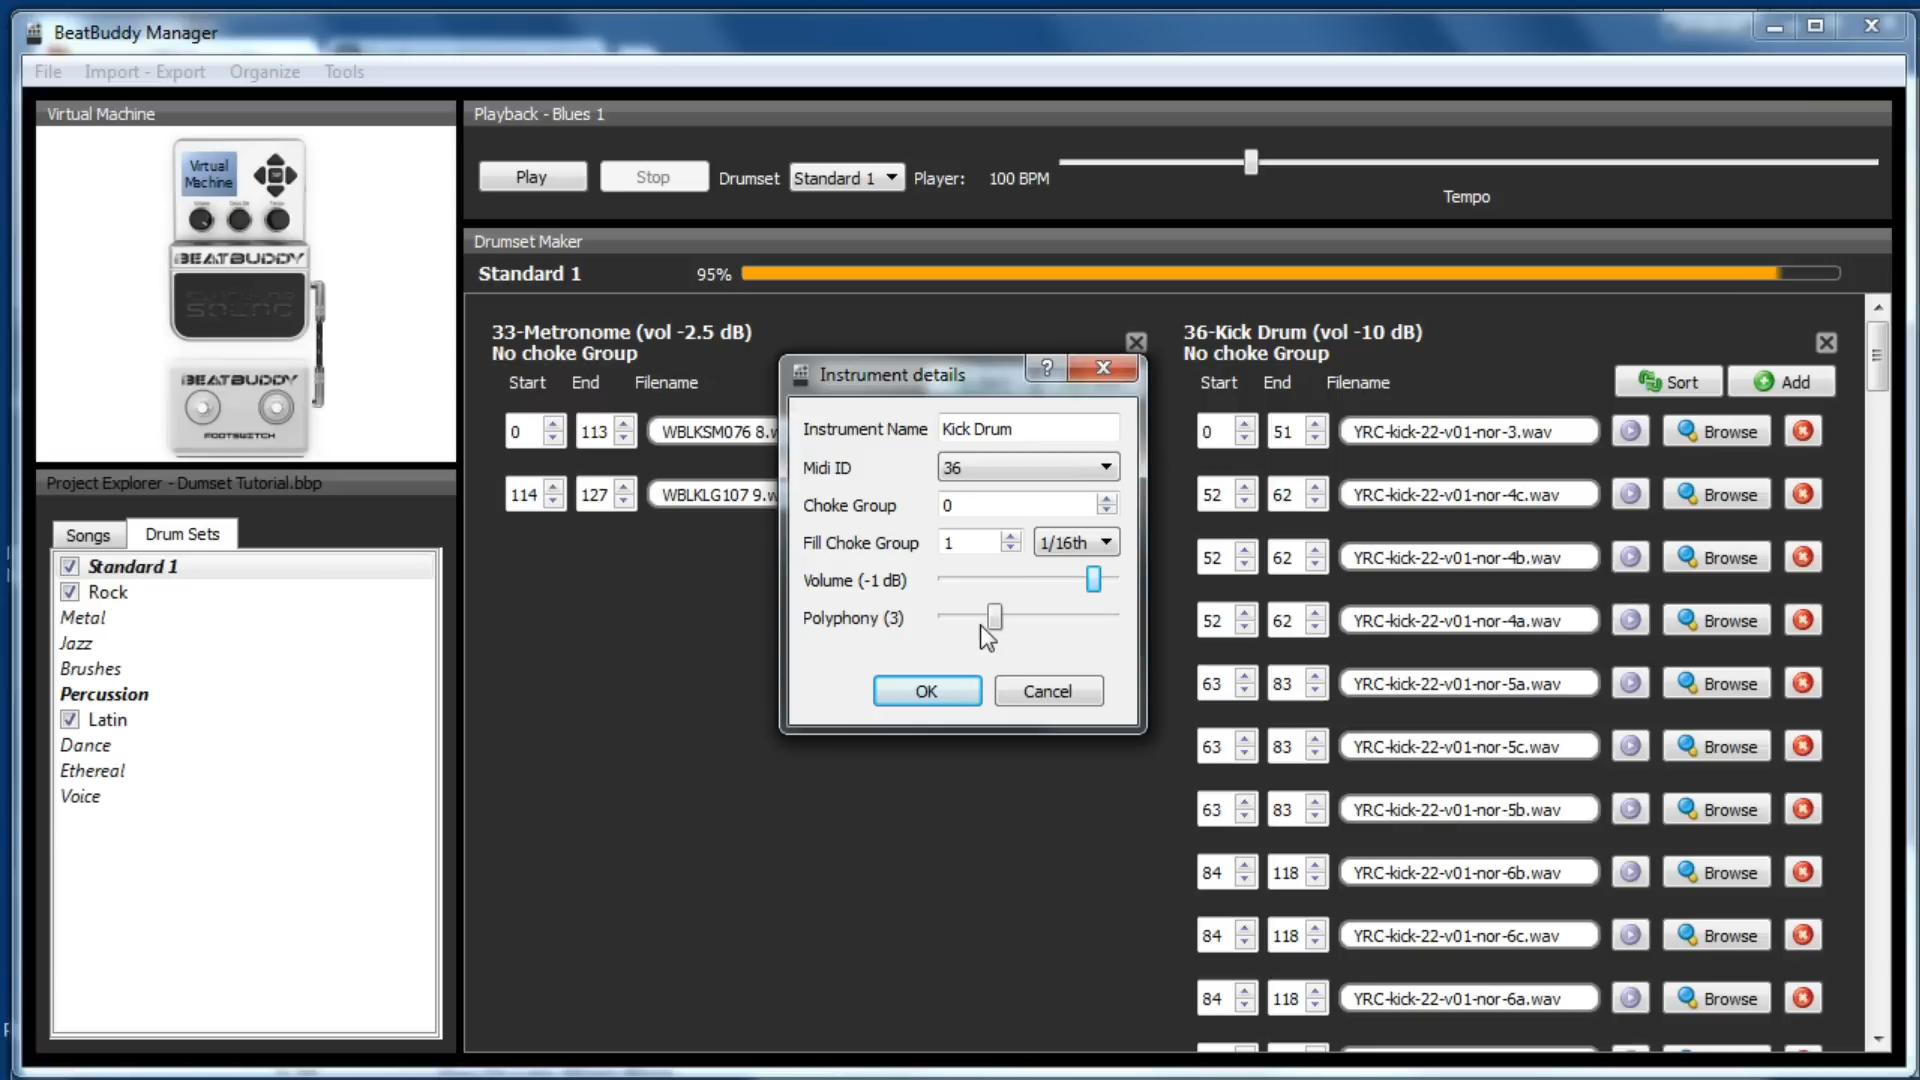 BeatBuddy Manager
File Import - Export Organize Tools
Virtual Machine
Virtual
Machine
BEATBUDDY
BEATBUDDY
FOOTSWITCH
Playback - Blues 1
Play Stop Drumset Standard 1 Player: 100 BPM
Tempo
Drumset Maker
Standard 1 95%
33-Metronome (vol -2.5 dB)
No choke Group
Start End Filename
0 113 WBLKSM076 8.w
114 127 WBLKLG107 9.w
36-Kick Drum (vol -10 dB)
No choke Group
Start End Filename Sort Add
0 51 YRC-kick-22-v01-nor-3.wav Browse
52 62 YRC-kick-22-v01-nor-4c.wav Browse
52 62 YRC-kick-22-v01-nor-4b.wav Browse
52 62 YRC-kick-22-v01-nor-4a.wav Browse
63 83 YRC-kick-22-v01-nor-5a.wav Browse
63 83 YRC-kick-22-v01-nor-5c.wav Browse
63 83 YRC-kick-22-v01-nor-5b.wav Browse
84 118 YRC-kick-22-v01-nor-6b.wav Browse
84 118 YRC-kick-22-v01-nor-6c.wav Browse
84 118 YRC-kick-22-v01-nor-6a.wav Browse
Instrument details
Instrument Name Kick Drum
Midi ID 36
Choke Group 0
Fill Choke Group 1 1/16th
Volume (-1 dB)
Polyphony (3)
OK Cancel
Project Explorer - Dumset Tutorial.bbp
Songs Drum Sets
Standard 1
Rock
Metal
Jazz
Brushes
Percussion
Latin
Dance
Ethereal
Voice